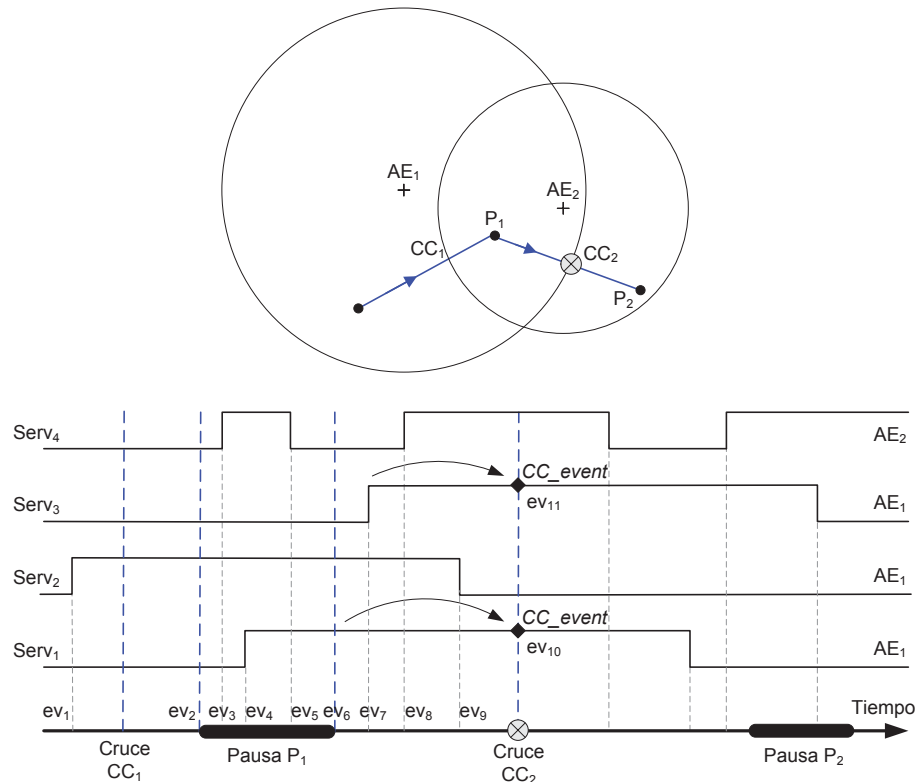 AE₁
AE₂
P₁
CC₁
CC₂
P₂
Serv₄
AE₂
CC_event
Serv₃
ev₁₁
AE₁
Serv₂
AE₁
CC_event
Serv₁
ev₁₀
AE₁
ev₁ ev₂ ev₃ ev₄ ev₅ ev₆ ev₇ ev₈ ev₉ Tiempo
Cruce CC₁
Pausa P₁
Cruce CC₂
Pausa P₂